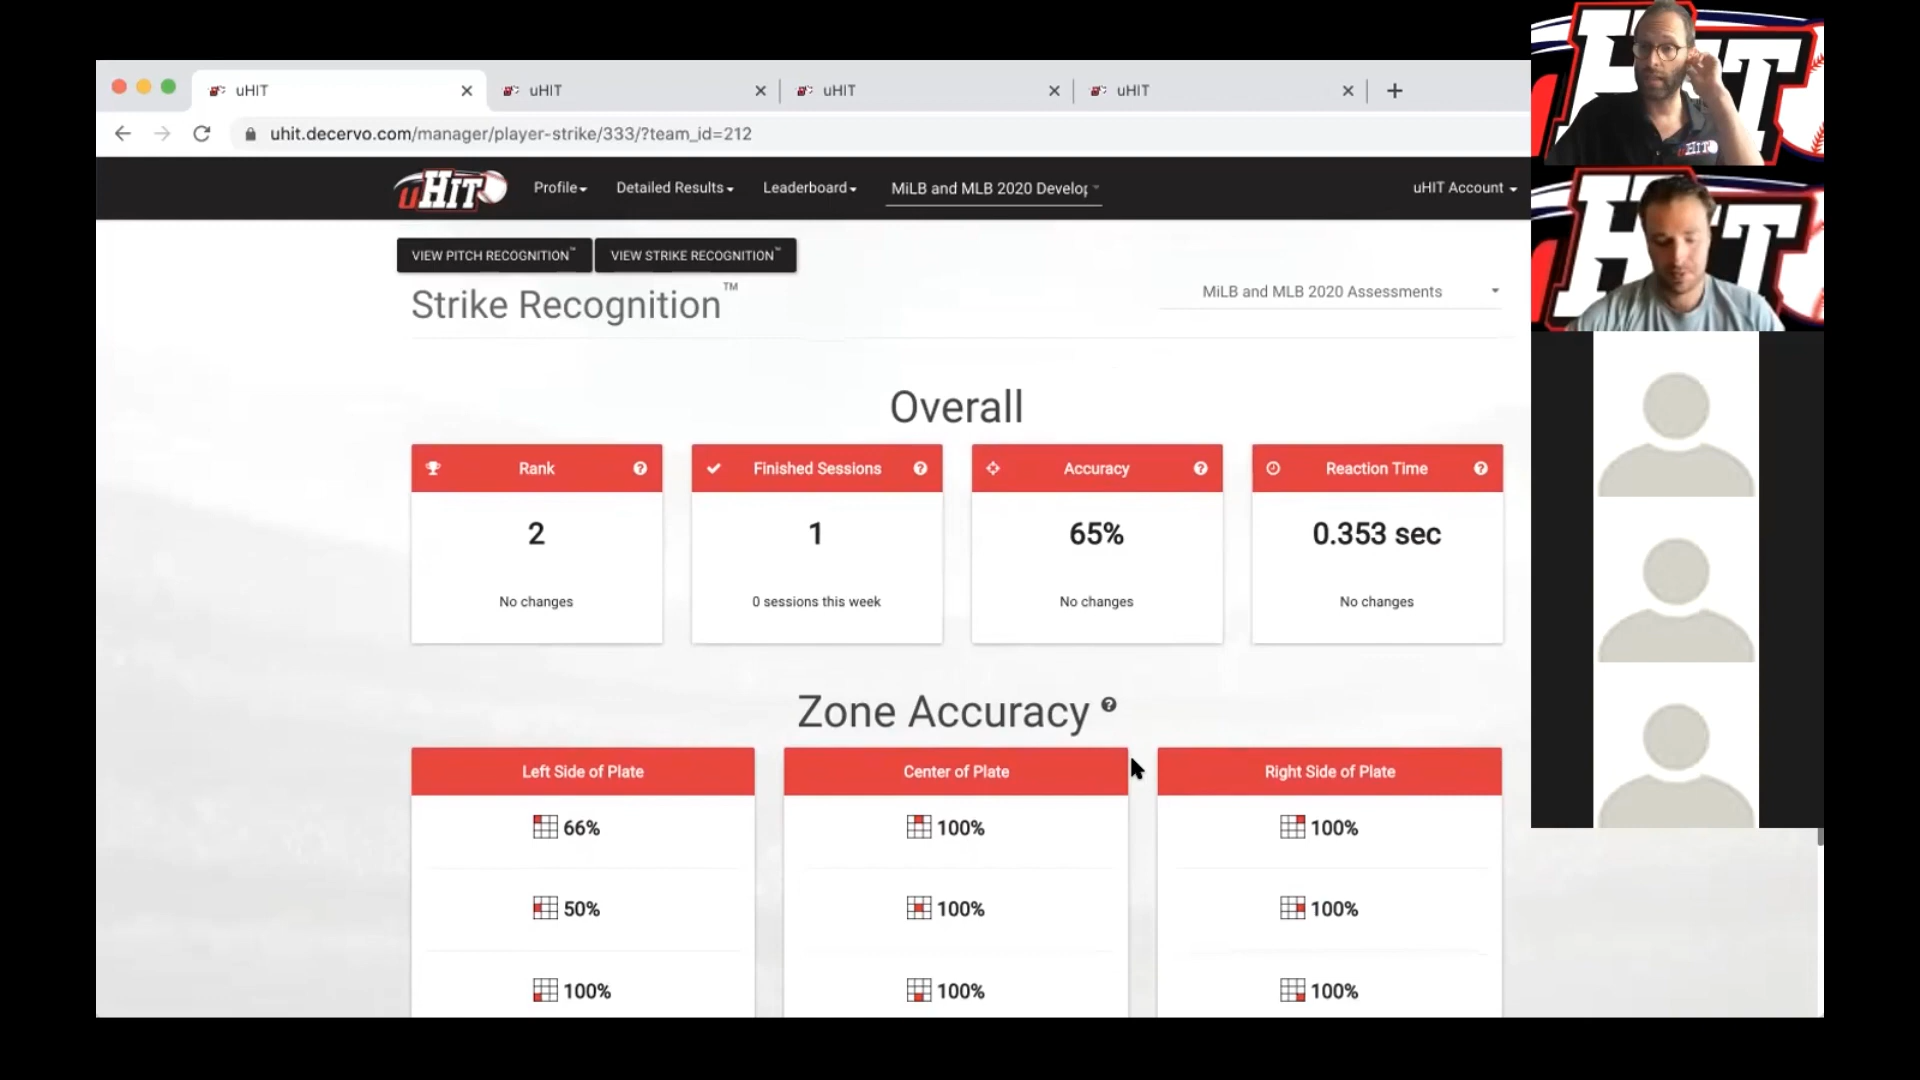 uHIT
uHIT
uHIT
uHIT
uhit.decervo.com/manager/player-strike/333/?team_id=212
uHIT
Profile
Detailed Results
Leaderboard
MiLB and MLB 2020 Develop
uHIT Account
VIEW PITCH RECOGNITION™
VIEW STRIKE RECOGNITION™
Strike Recognition™
MiLB and MLB 2020 Assessments
Overall
Rank
Finished Sessions
Accuracy
Reaction Time
2
1
65%
0.353 sec
No changes
0 sessions this week
No changes
No changes
Zone Accuracy
Left Side of Plate
Center of Plate
Right Side of Plate
66%
100%
100%
50%
100%
100%
100%
100%
100%
uHIT